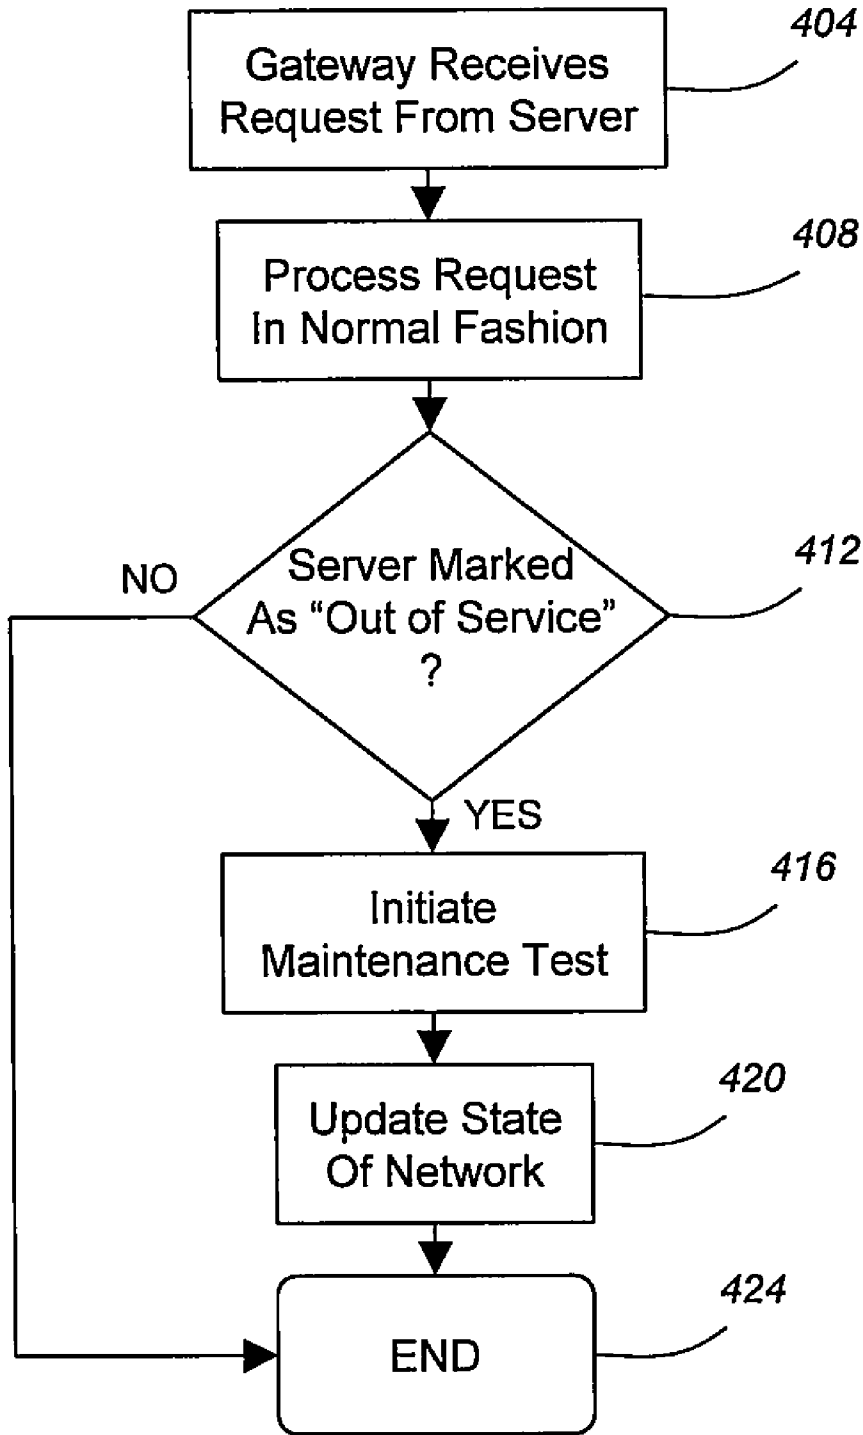 404
Gateway Receives
Request From Server
408
Process Request
In Normal Fashion
412
NO
Server Marked
As “Out of Service”
?
YES
416
Initiate
Maintenance Test
420
Update State
Of Network
424
END